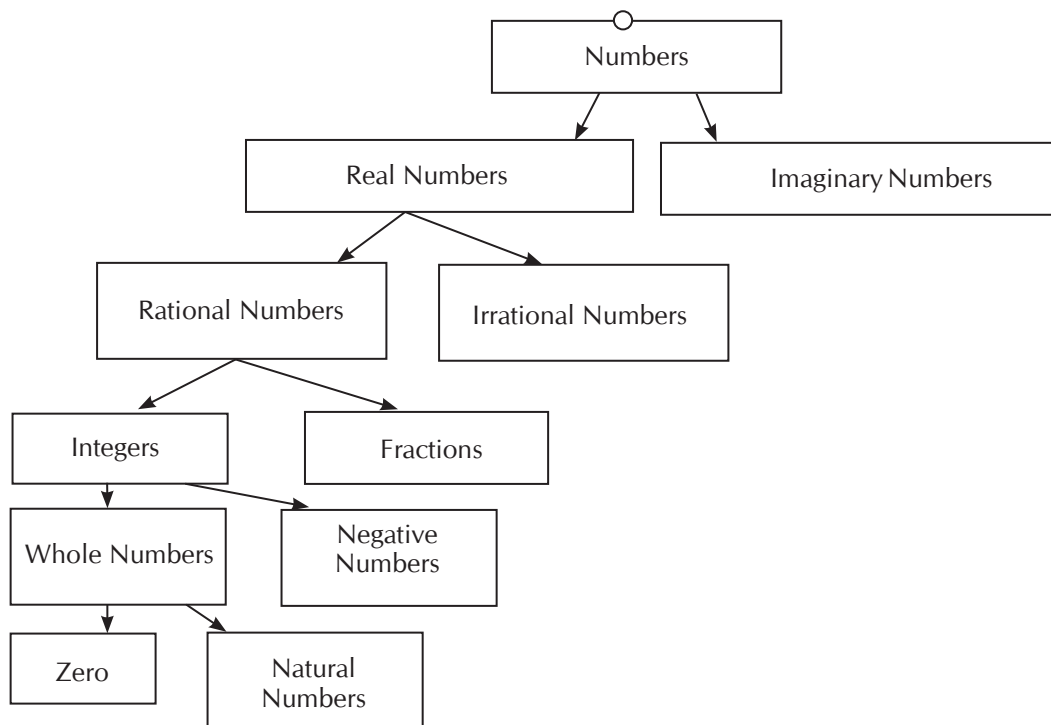 Numbers
Real Numbers
Imaginary Numbers
Rational Numbers
Irrational Numbers
Integers
Fractions
Whole Numbers
Negative
Numbers
Zero
Natural
Numbers